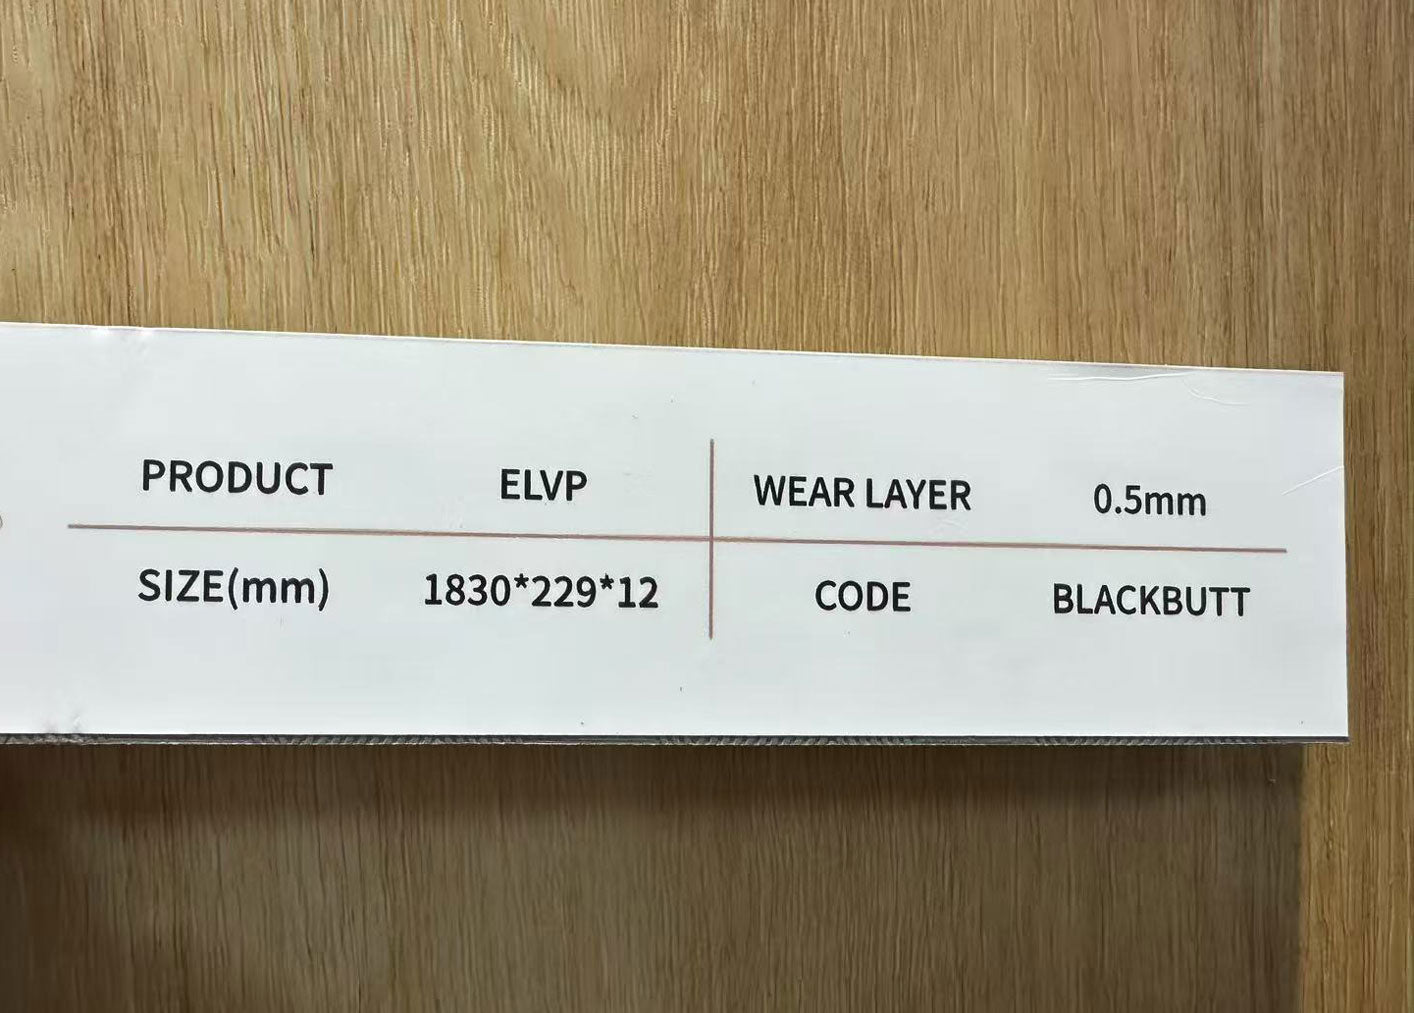 PRODUCT ELVP WEAR LAYER 0.5mm
SIZE(mm) 1830*229*12 CODE BLACKBUTT